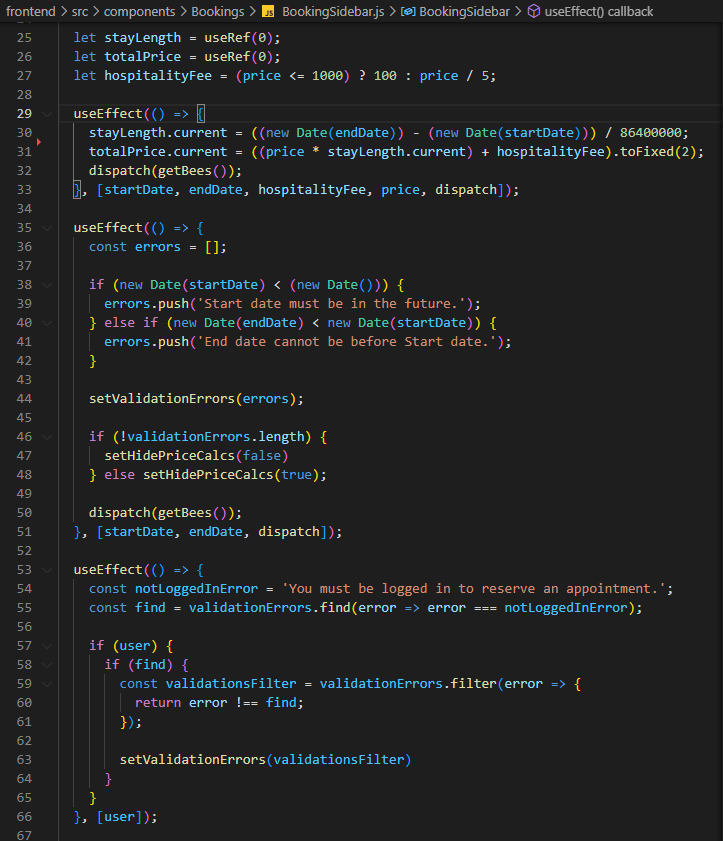 frontend > src > components > Bookings > JS BookingSidebar.js > BookingSidebar > useEffect() callback
25 let stayLength = useRef(0);
26 let totalPrice = useRef(0);
27 let hospitalityFee = (price <= 1000) ? 100 : price / 5;
28
29 useEffect(() => {
30 stayLength.current = ((new Date(endDate)) - (new Date(startDate))) / 86400000;
31 totalPrice.current = ((price * stayLength.current) + hospitalityFee).toFixed(2);
32 dispatch(getBees());
33 }, [startDate, endDate, hospitalityFee, price, dispatch]);
34
35 useEffect(() => {
36 const errors = [];
37
38 if (new Date(startDate) < (new Date())) {
39 errors.push('Start date must be in the future.');
40 } else if (new Date(endDate) < new Date(startDate)) {
41 errors.push('End date cannot be before Start date.');
42 }
43
44 setValidationErrors(errors);
45
46 if (!validationErrors.length) {
47 setHidePriceCalcs(false)
48 } else setHidePriceCalcs(true);
49
50 dispatch(getBees());
51 }, [startDate, endDate, dispatch]);
52
53 useEffect(() => {
54 const notLoggedInError = 'You must be logged in to reserve an appointment.';
55 const find = validationErrors.find(error => error === notLoggedInError);
56
57 if (user) {
58 if (find) {
59 const validationsFilter = validationErrors.filter(error => {
60 return error !== find;
61 });
62
63 setValidationErrors(validationsFilter)
64 }
65 }
66 }, [user]);
67